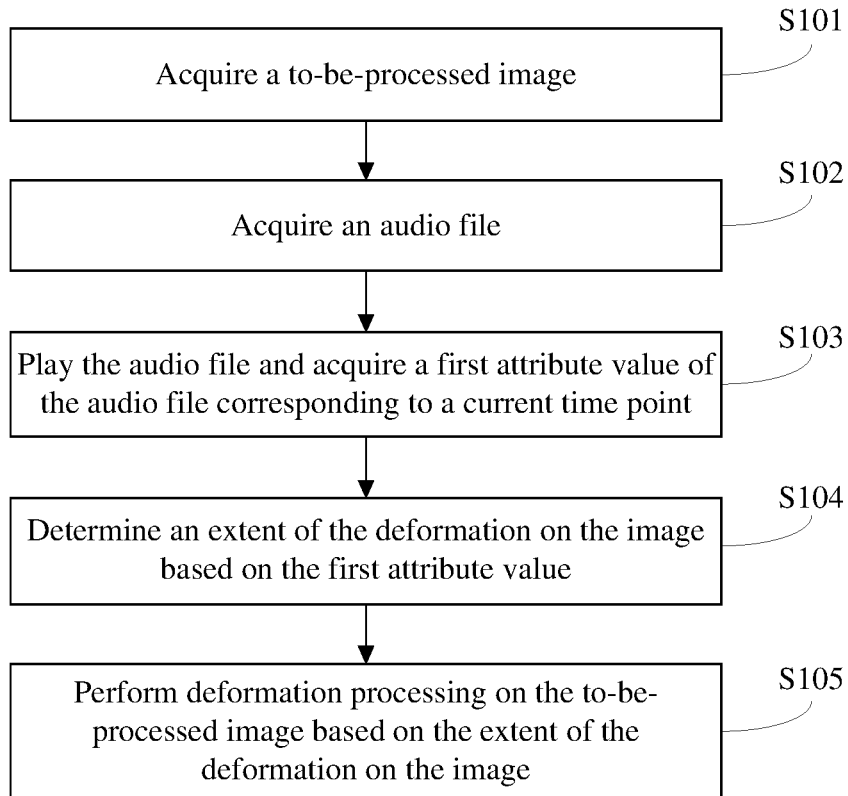 S101
Acquire a to-be-processed image
S102
Acquire an audio file
S103
Play the audio file and acquire a first attribute value of
the audio file corresponding to a current time point
S104
Determine an extent of the deformation on the image
based on the first attribute value
S105
Perform deformation processing on the to-be-
processed image based on the extent of the
deformation on the image